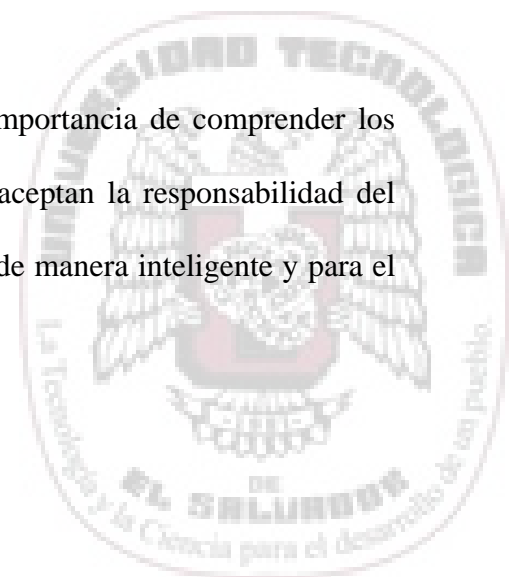 UNIVERSIDAD TECNOLOGICA
mportancia de comprender los
aceptan la responsabilidad del
de manera inteligente y para el
La Tecnología y la Ciencia para el desarrollo de un pueblo.
DE
EL SALVADOR